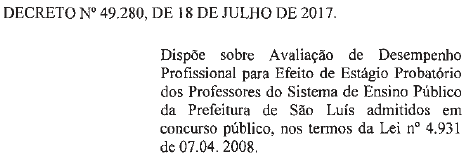 DECRETO Nº 49.280, DE 18 DE JULHO DE 2017.
Dispõe sobre Avaliação de Desempenho
Profissional para Efeito de Estágio Probatório
dos Professores do Sistema de Ensino Público
da Prefeitura de São Luís admitidos em
concurso público, nos termos da Lei nº 4.931
de 07.04. 2008.